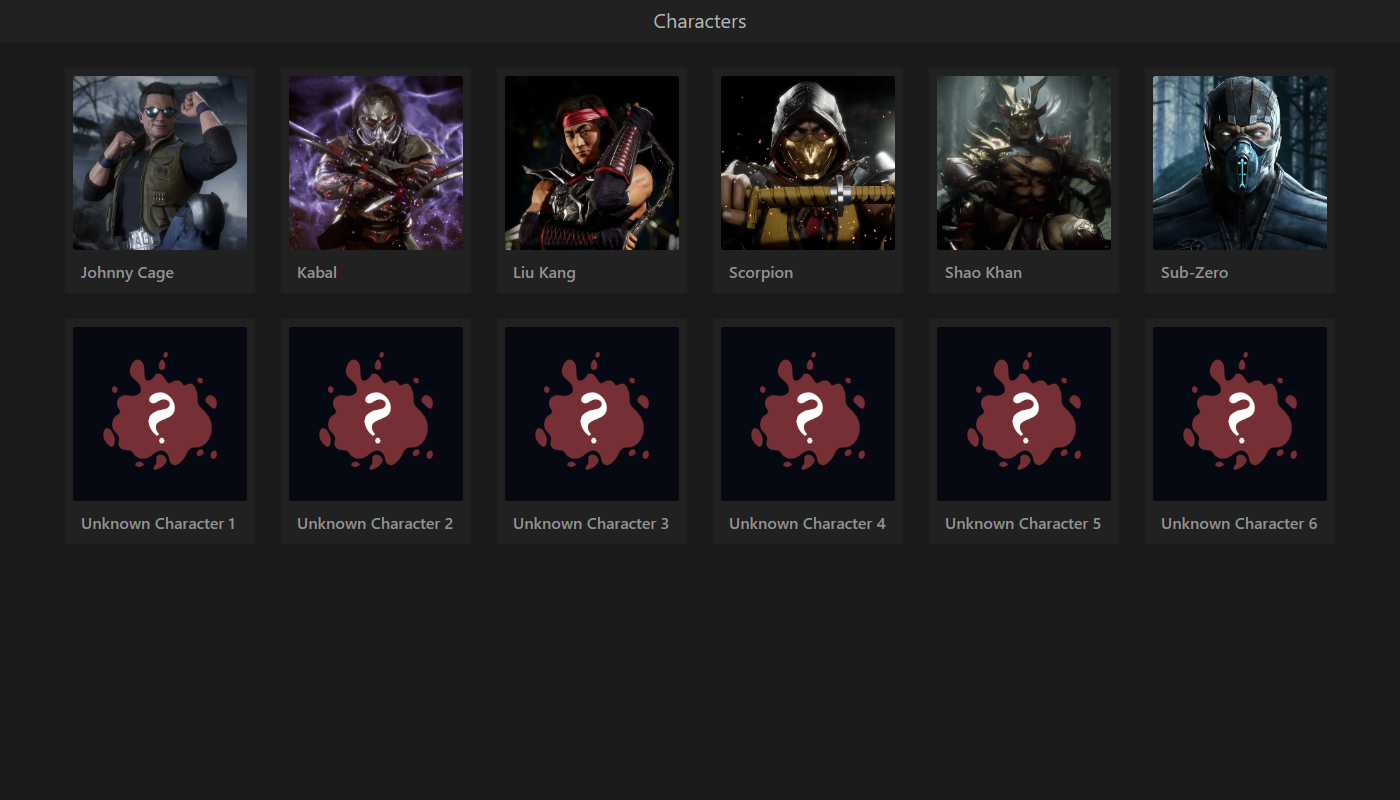 Characters
Johnny Cage
Kabal
Liu Kang
Scorpion
Shao Khan
Sub-Zero
?
?
?
?
?
?
Unknown Character 1
Unknown Character 2
Unknown Character 3
Unknown Character 4
Unknown Character 5
Unknown Character 6